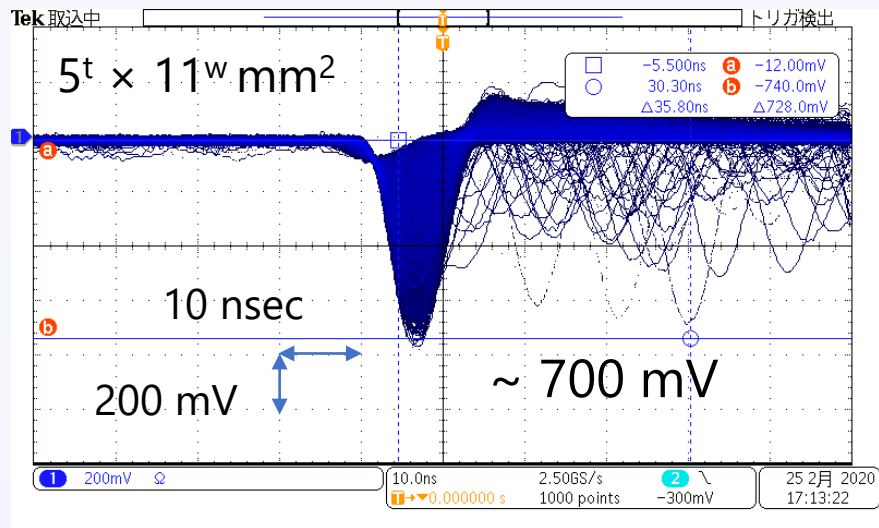 Tek 取込中
トリガ検出
T
T
5ᵗ × 11ʷ mm²
-5.500ns a -12.00mV
30.30ns b -740.0mV
Δ35.80ns Δ728.0mV
1
a
10 nsec
b
200 mV
~ 700 mV
1 200mV Ω
10.0ns 2.50GS/s 2
T→▼0.000000 s 1000 points -300mV
25 2月 2020
17:13:22